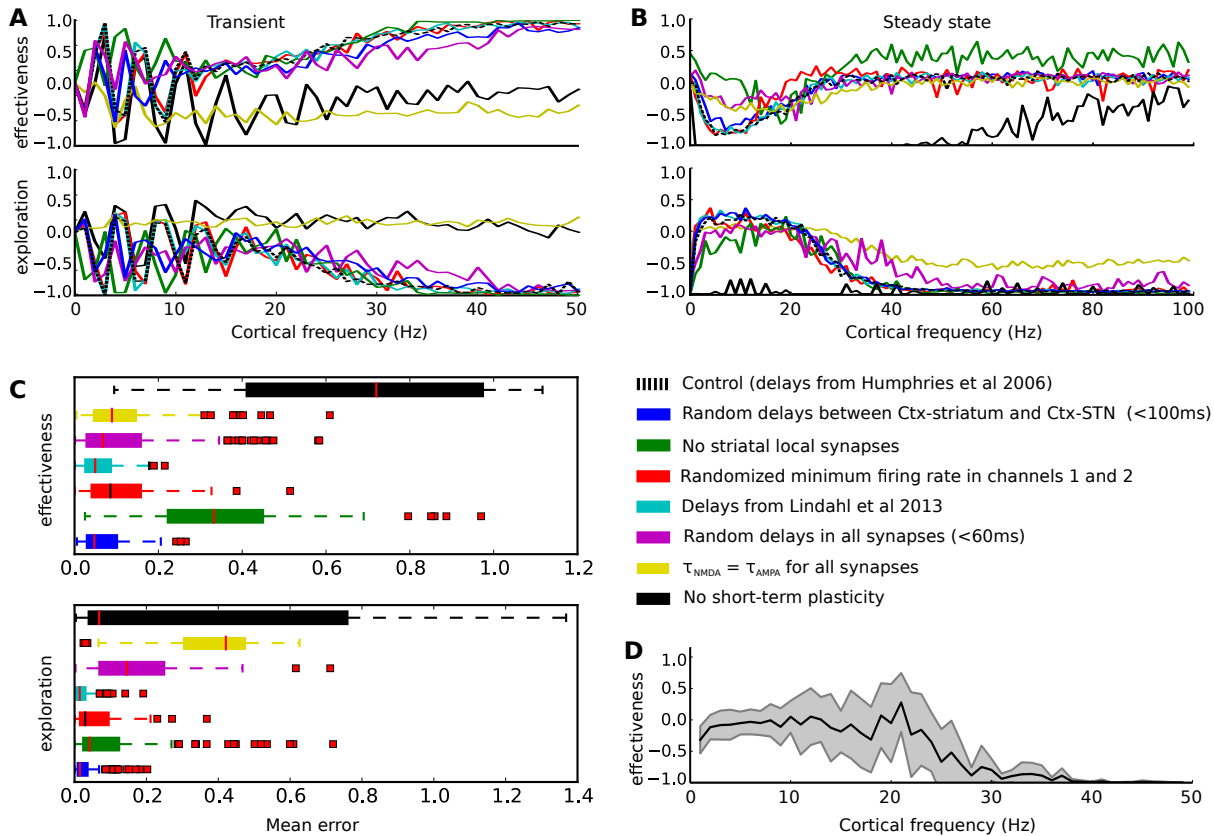 A
Transient
1.0
0.5
0.0
−0.5
−1.0
effectiveness
1.0
0.5
0.0
−0.5
−1.0
exploration
0 10 20 30 40 50
Cortical frequency (Hz)
B
Steady state
1.0
0.5
0.0
−0.5
−1.0
effectiveness
1.0
0.5
0.0
−0.5
−1.0
exploration
0 20 40 60 80 100
Cortical frequency (Hz)
C
effectiveness
0.0 0.2 0.4 0.6 0.8 1.0 1.2
exploration
0.0 0.2 0.4 0.6 0.8 1.0 1.2 1.4
Mean error
Control (delays from Humphries et al 2006)
Random delays between Ctx-striatum and Ctx-STN (<100ms)
No striatal local synapses
Randomized minimum firing rate in channels 1 and 2
Delays from Lindahl et al 2013
Random delays in all synapses (<60ms)
τNMDA = τAMPA for all synapses
No short-term plasticity
D
1.0
0.5
0.0
−0.5
−1.0
effectiveness
0 10 20 30 40 50
Cortical frequency (Hz)